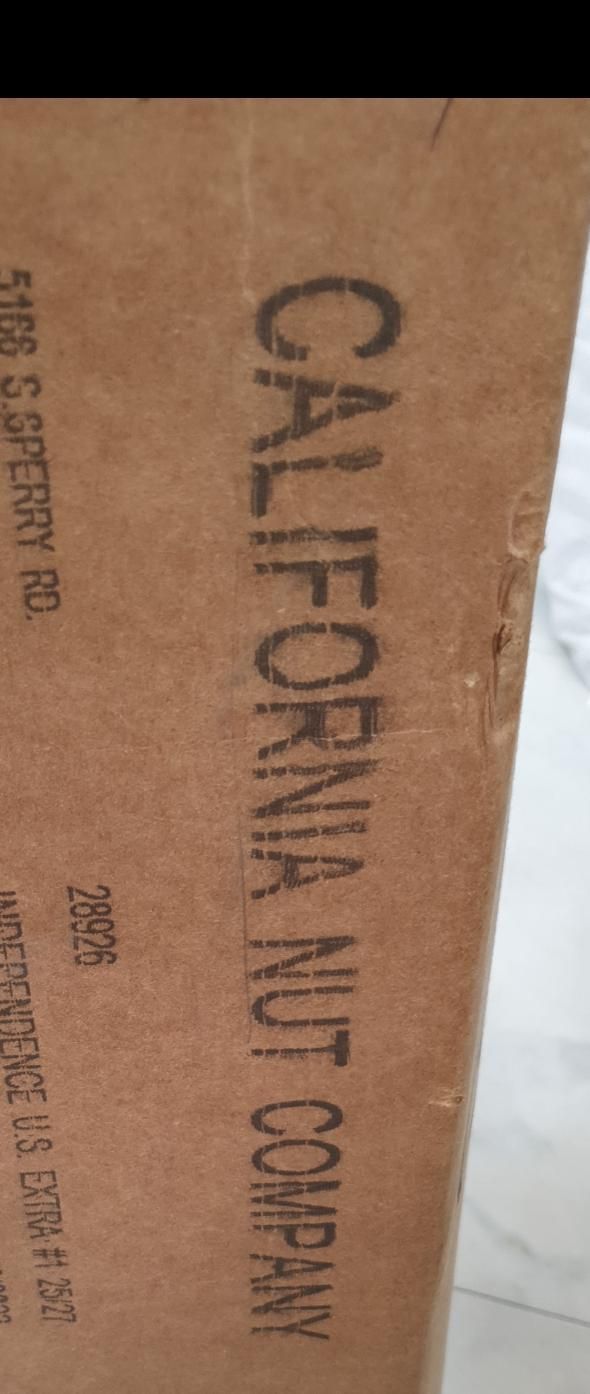 CALIFORNIA NUT COMPANY
28926
5166 S.SPERRY RD.
INDEPENDENCE U.S. EXTRA #1 25/27